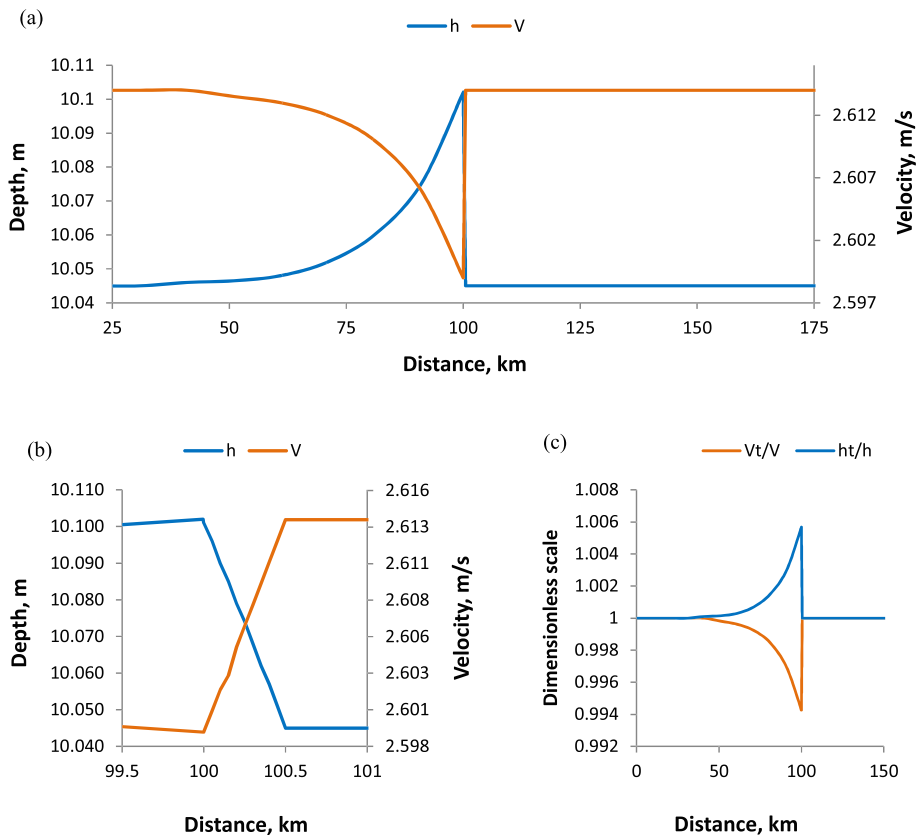 (a)
h V
10.11
10.1
10.09
10.08
10.07
10.06
10.05
10.04
Depth, m
2.612
2.607
2.602
2.597
Velocity, m/s
25 50 75 100 125 150 175
Distance, km
(b)
h V
10.110
10.100
10.090
10.080
10.070
10.060
10.050
10.040
Depth, m
2.616
2.613
2.611
2.608
2.606
2.603
2.601
2.598
Velocity, m/s
99.5 100 100.5 101
Distance, km
(c)
Vt/V ht/h
1.008
1.006
1.004
1.002
1
0.998
0.996
0.994
0.992
Dimensionless scale
0 50 100 150
Distance, km